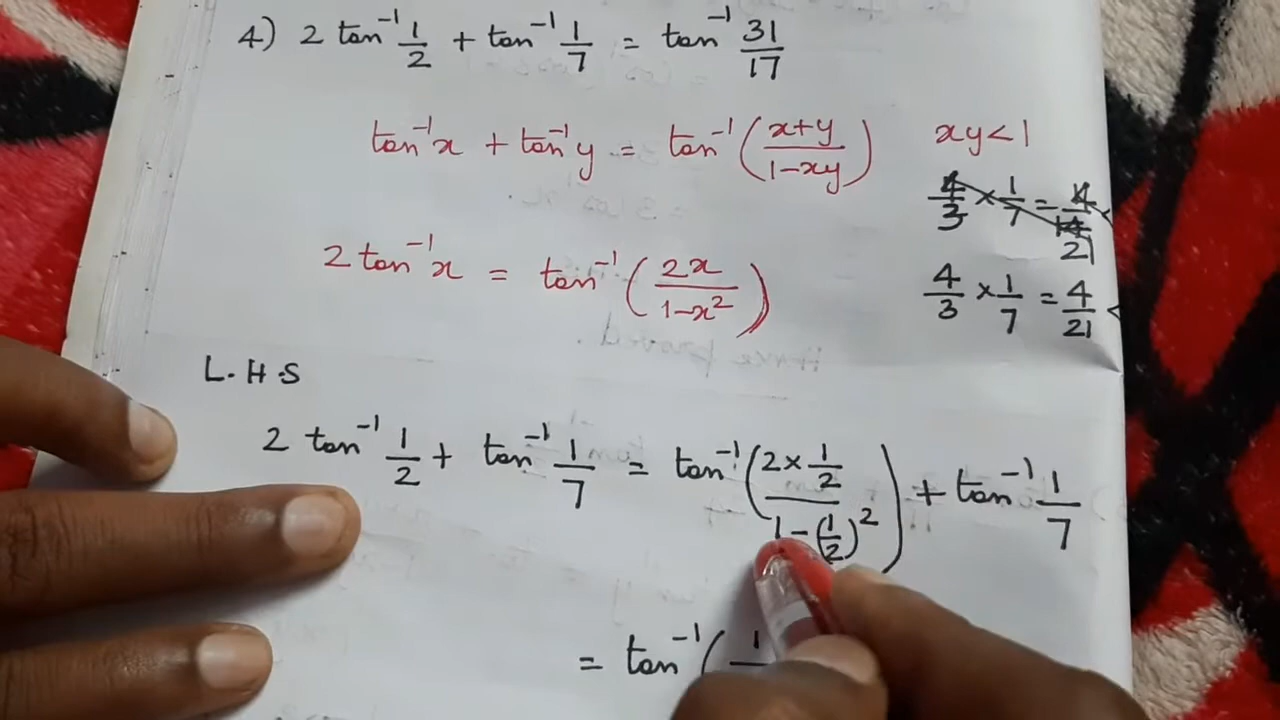 4) 2 tan⁻¹ 1/2 + tan⁻¹ 1/7 = tan⁻¹ 31/17
tan⁻¹x + tan⁻¹y = tan⁻¹((x+y)/(1-xy)) xy<1
4/3 × 1/7 = 4/21 <
2 tan⁻¹x = tan⁻¹(2x/(1-x²))
4/3 × 1/7 = 4/21 <
L.H.S
2 tan⁻¹ 1/2 + tan⁻¹ 1/7 = tan⁻¹((2×1/2)/(1-(1/2)²)) + tan⁻¹ 1/7
= tan⁻¹(1